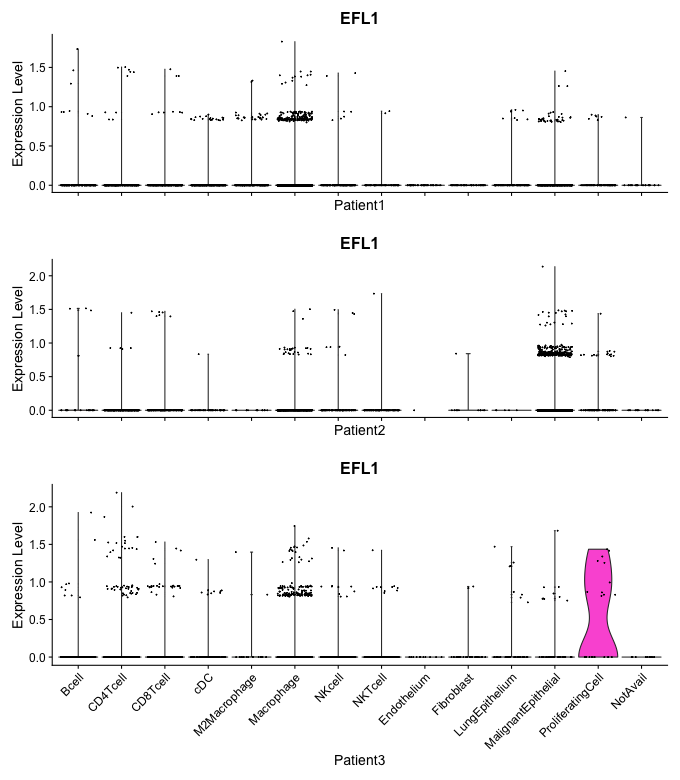 EFL1
Expression Level
1.5
1.0
0.5
0.0
Patient1
EFL1
Expression Level
2.0
1.5
1.0
0.5
0.0
Patient2
EFL1
Expression Level
2.0
1.5
1.0
0.5
0.0
Bcell
CD4Tcell
CD8Tcell
cDC
M2Macrophage
Macrophage
NKcell
NKTcell
Endothelium
Fibroblast
LungEpithelium
MalignantEpithelial
ProliferatingCell
NotAvail
Patient3